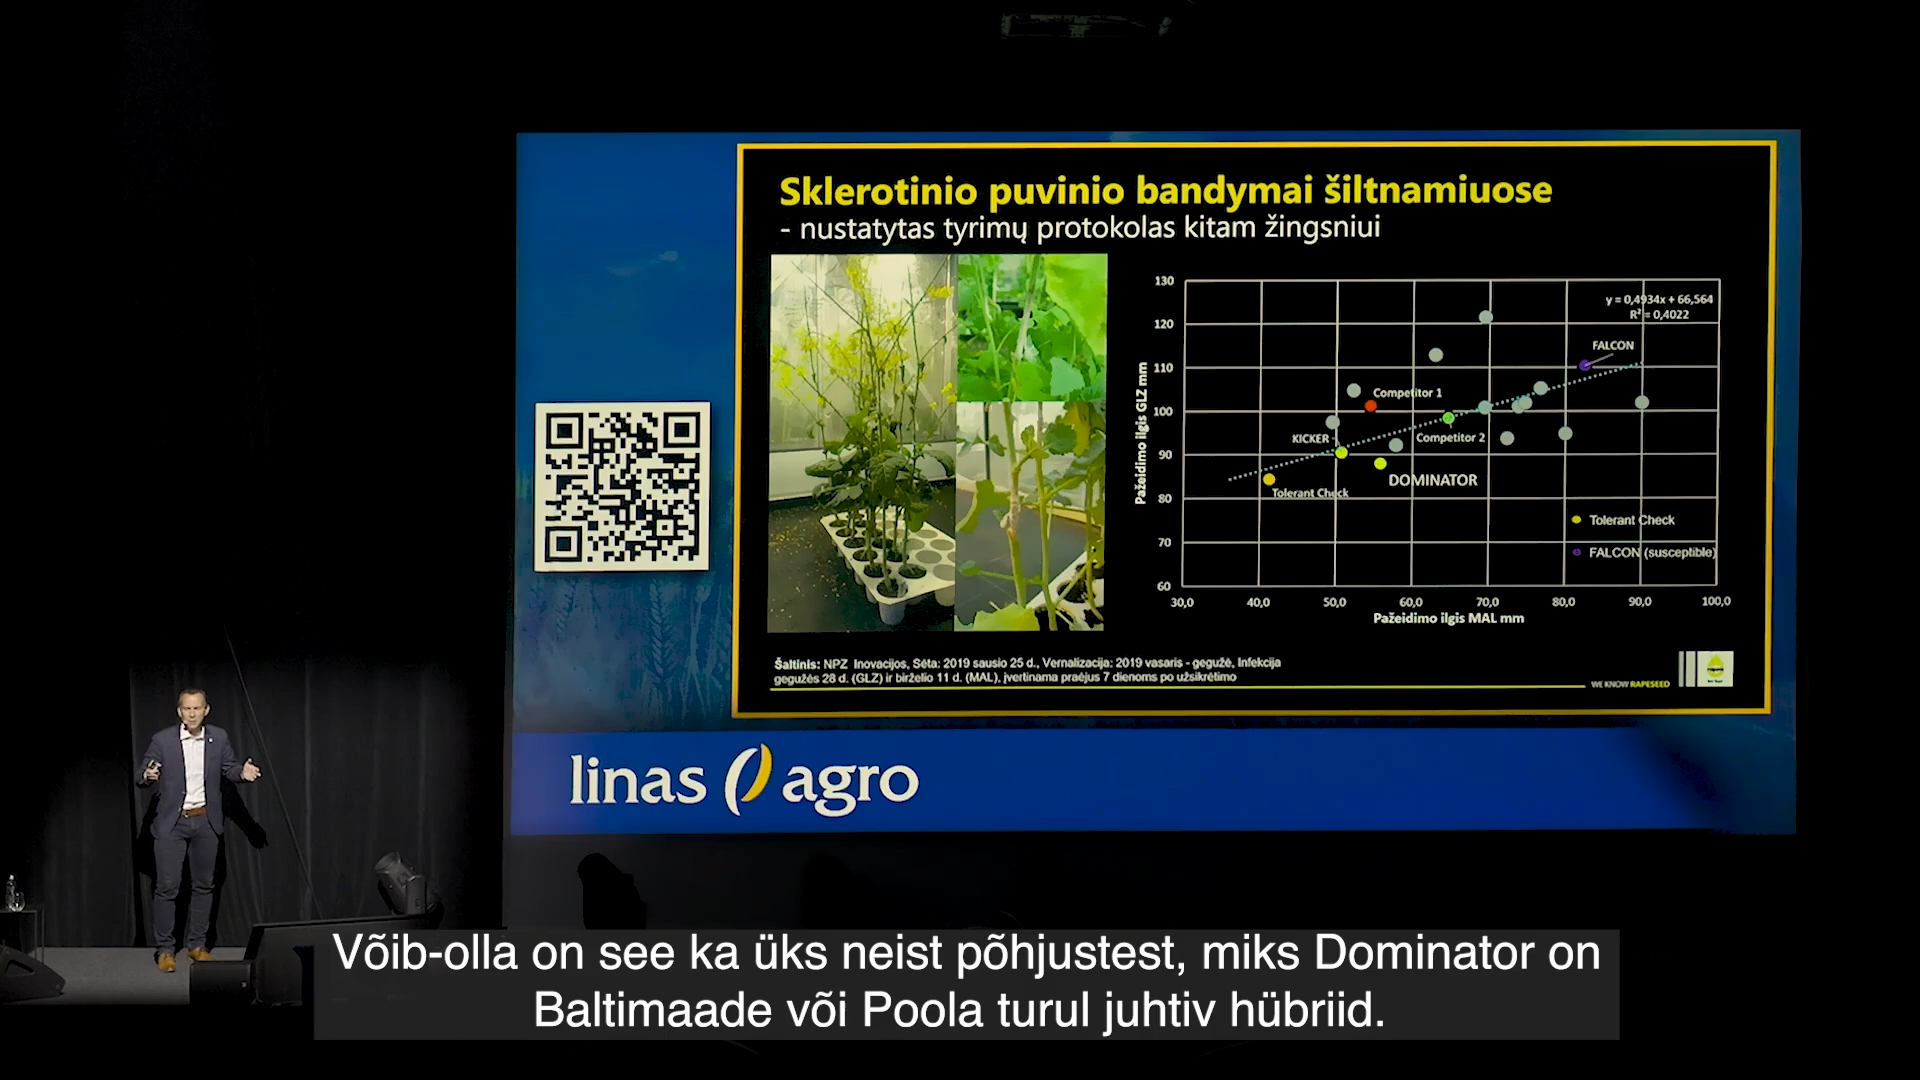 Sklerotinio puvinio bandymai šiltnamiuose
- nustatytas tyrimų protokolas kitam žingsniui
130
120
110
100
90
80
70
60
Pažeidimo ilgis GLZ mm
y = 0,4934x + 66,564
R² = 0,4022
FALCON
Competitor 1
KICKER
Competitor 2
DOMINATOR
Tolerant Check
Tolerant Check
FALCON (susceptible)
30,0 40,0 50,0 60,0 70,0 80,0 90,0 100,0
Pažeidimo ilgis MAL mm
Šaltinis: NPZ Inovacijos, Sėta: 2019 sausio 25 d., Vernalizacija: 2019 vasaris - gegužė, Infekcija
gegužės 28 d. (GLZ) ir birželio 11 d. (MAL), įvertinama praėjus 7 dienoms po užsikrėtimo
WE KNOW RAPESEED
linas agro
Võib-olla on see ka üks neist põhjustest, miks Dominator on
Baltimaade või Poola turul juhtiv hübriid.